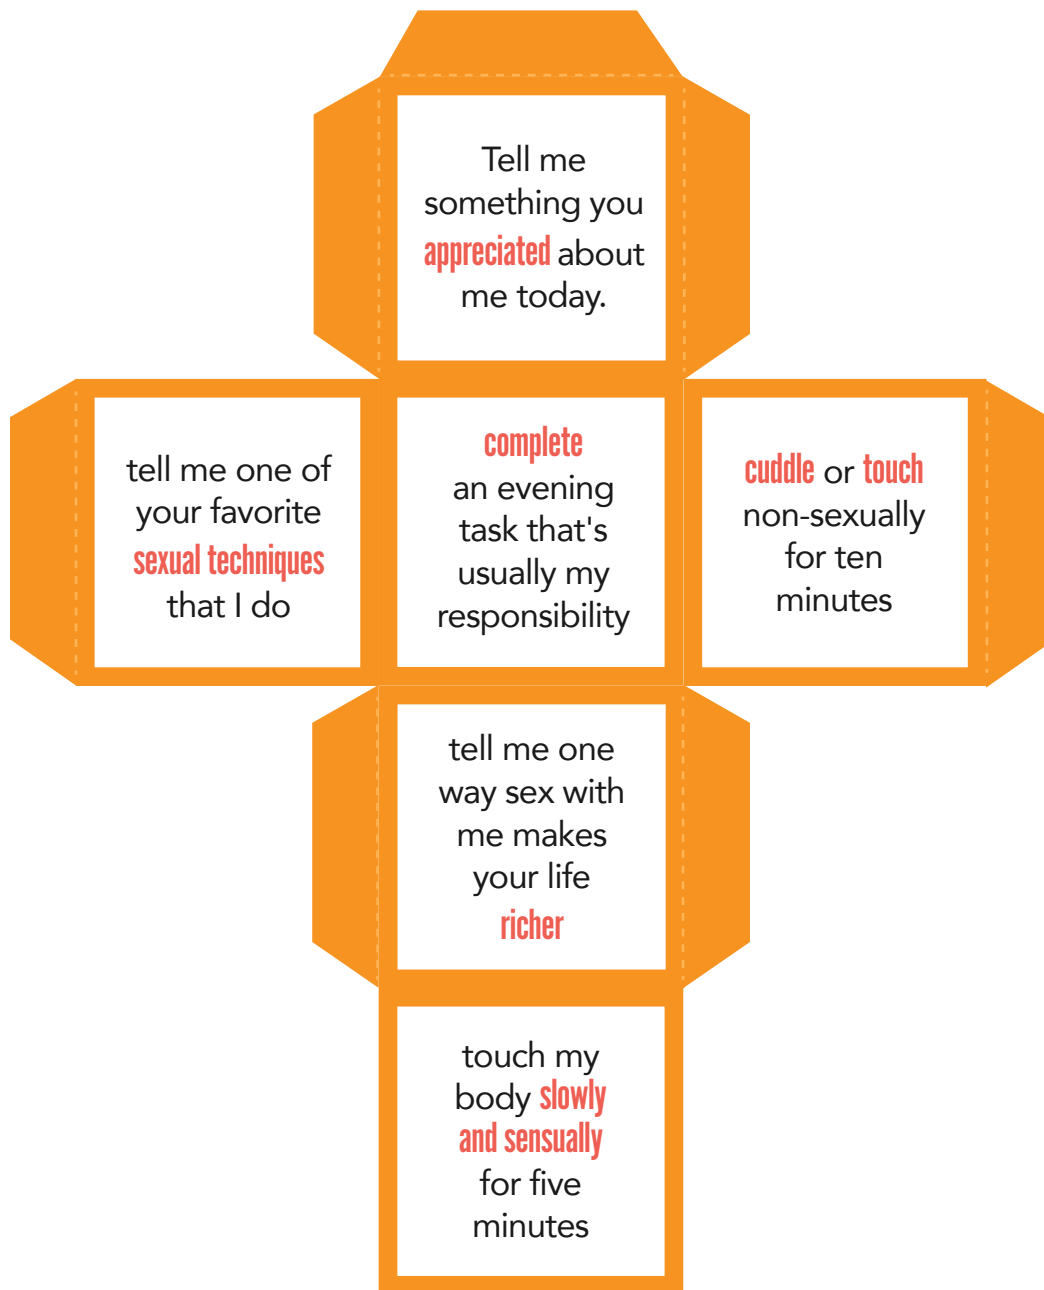 Tell me
something you
appreciated about
me today.
tell me one of
your favorite
sexual techniques
that I do
complete
an evening
task that's
usually my
responsibility
cuddle or touch
non-sexually
for ten
minutes
tell me one
way sex with
me makes
your life
richer
touch my
body slowly
and sensually
for five
minutes